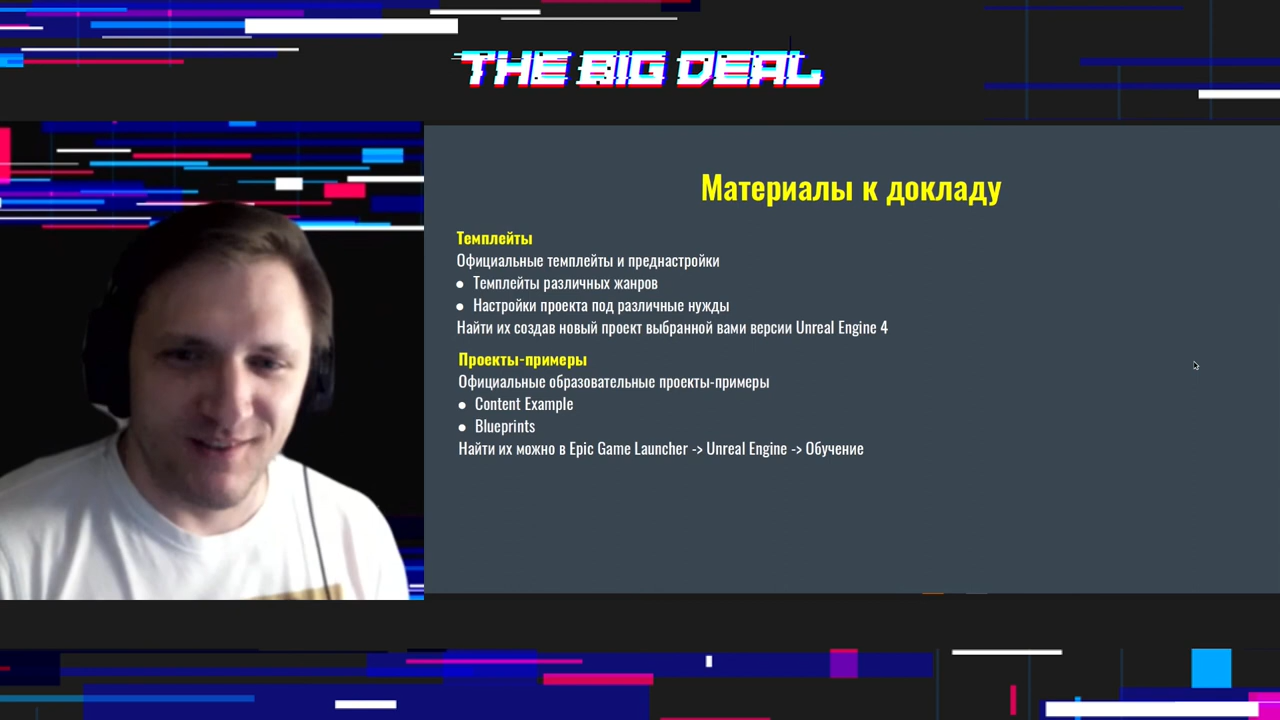 THE BIG DEAL
Материалы к докладу
Темплейты
Официальные темплейты и преднастройки
● Темплейты различных жанров
● Настройки проекта под различные нужды
Найти их создав новый проект выбранной вами версии Unreal Engine 4
Проекты-примеры
Официальные образовательные проекты-примеры
● Content Example
● Blueprints
Найти их можно в Epic Game Launcher -> Unreal Engine -> Обучение